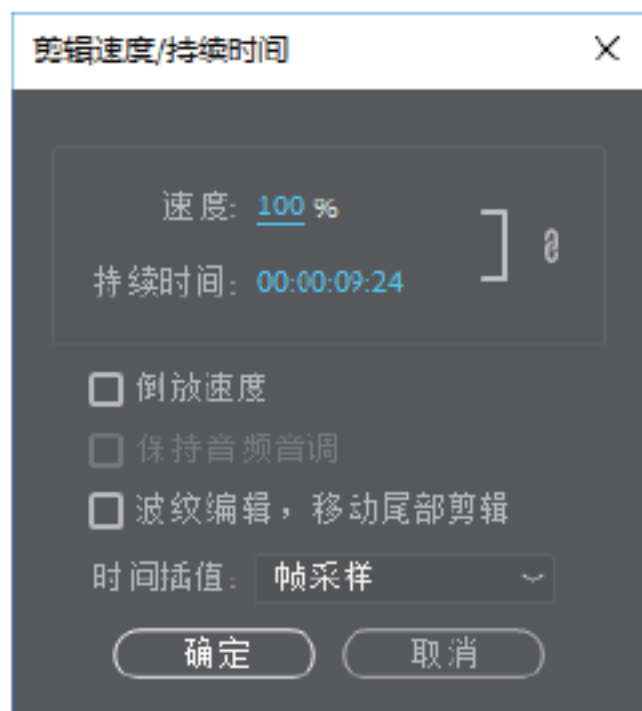 剪辑速度/持续时间
速度: 100 %
持续时间: 00:00:09:24
倒放速度
保持音频音调
波纹编辑，移动尾部剪辑
时间插值: 帧采样
确定 取消